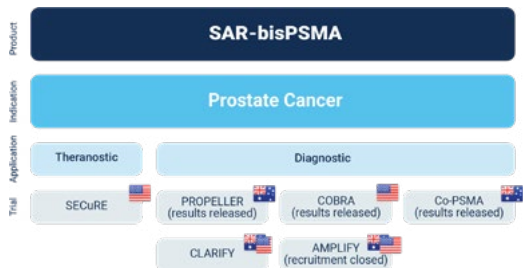 Product
SAR-bisPSMA
Indication
Prostate Cancer
Application
Theranostic
Diagnostic
Trial
SECuRE
PROPELLER
(results released)
COBRA
(results released)
Co-PSMA
(results released)
CLARIFY
AMPLIFY
(recruitment closed)